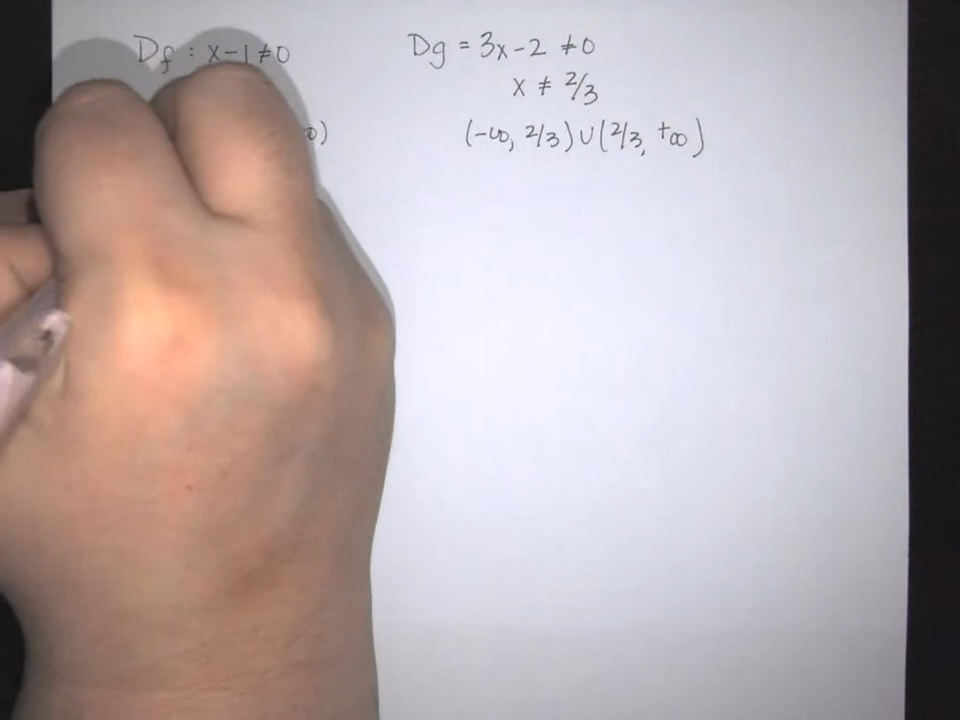 Df : x-1≠0
∞)
Dg = 3x-2 ≠0
x ≠ 2/3
(-∞, 2/3) ∪ (2/3, +∞)